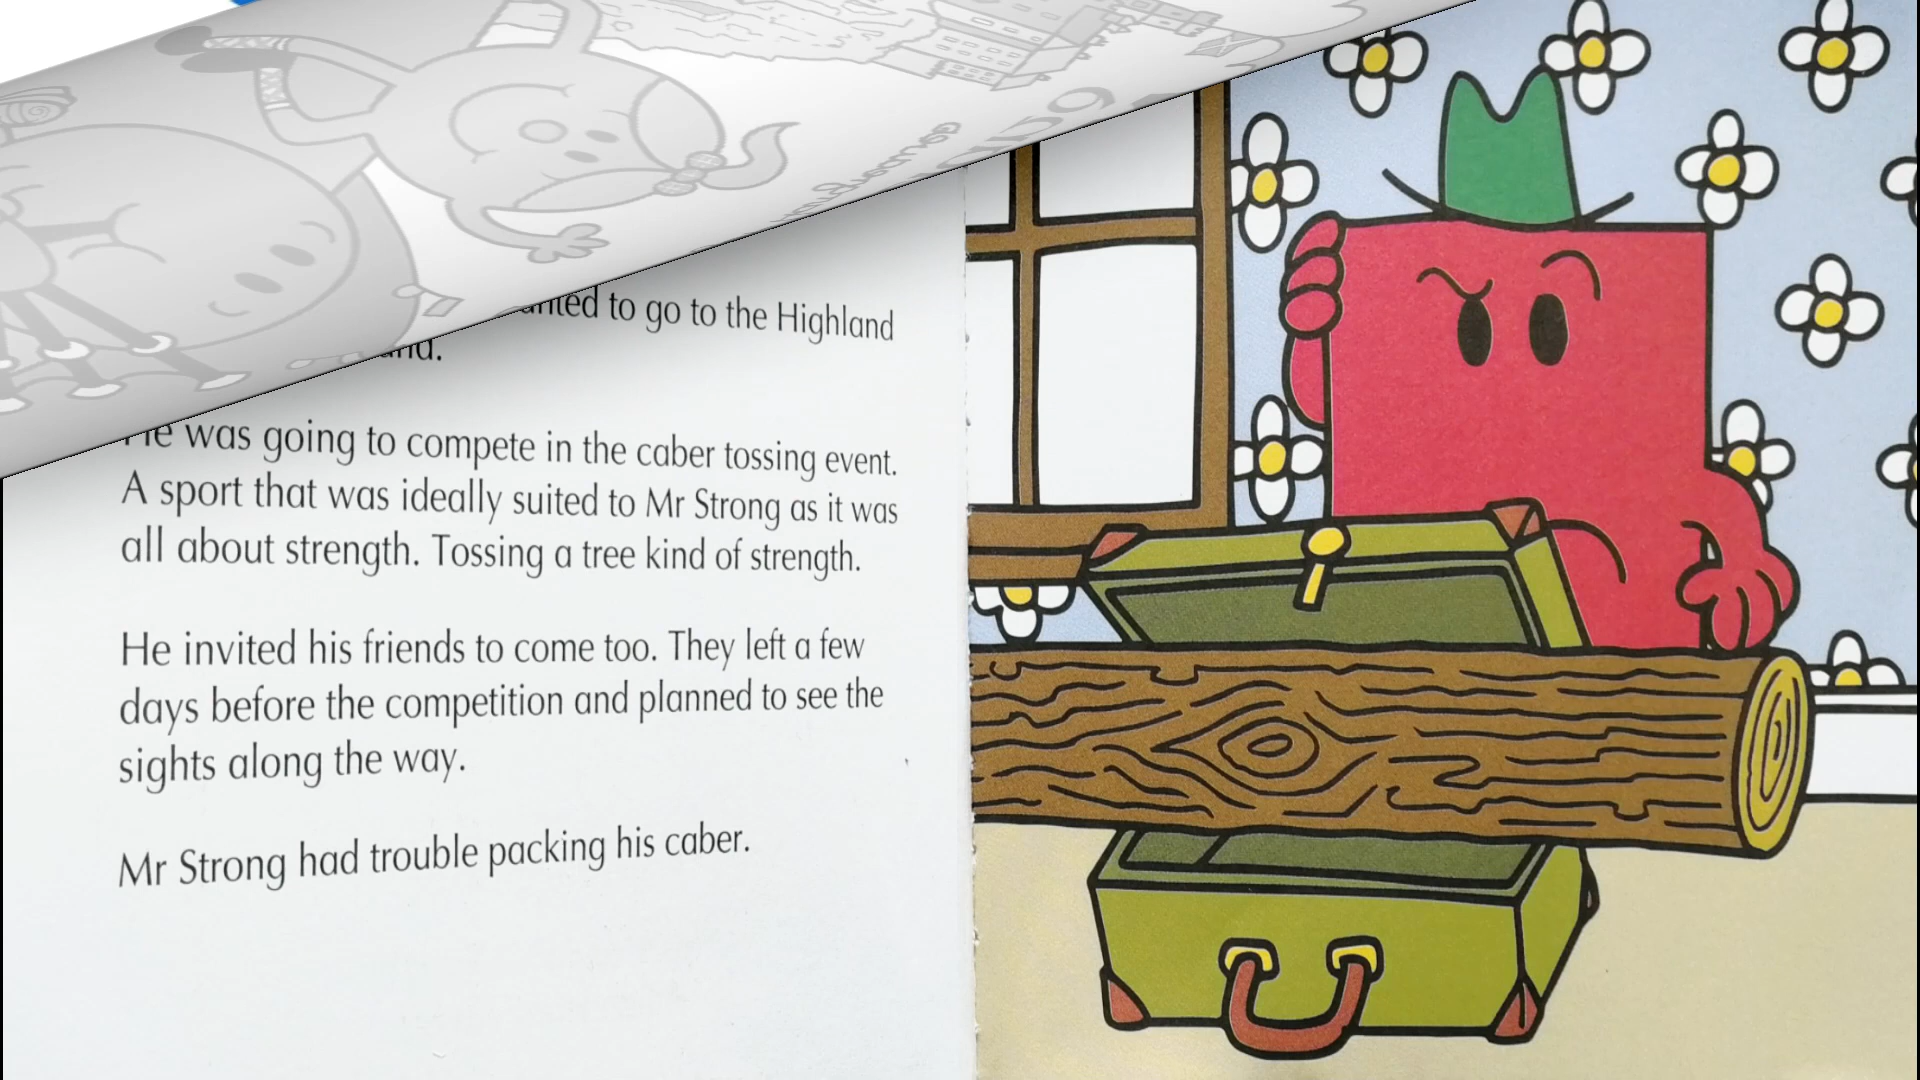 to go to the Highland
He was going to compete in the caber tossing event.
A sport that was ideally suited to Mr Strong as it was
all about strength. Tossing a tree kind of strength.
He invited his friends to come too. They left a few
days before the competition and planned to see the
sights along the way.
Mr Strong had trouble packing his caber.